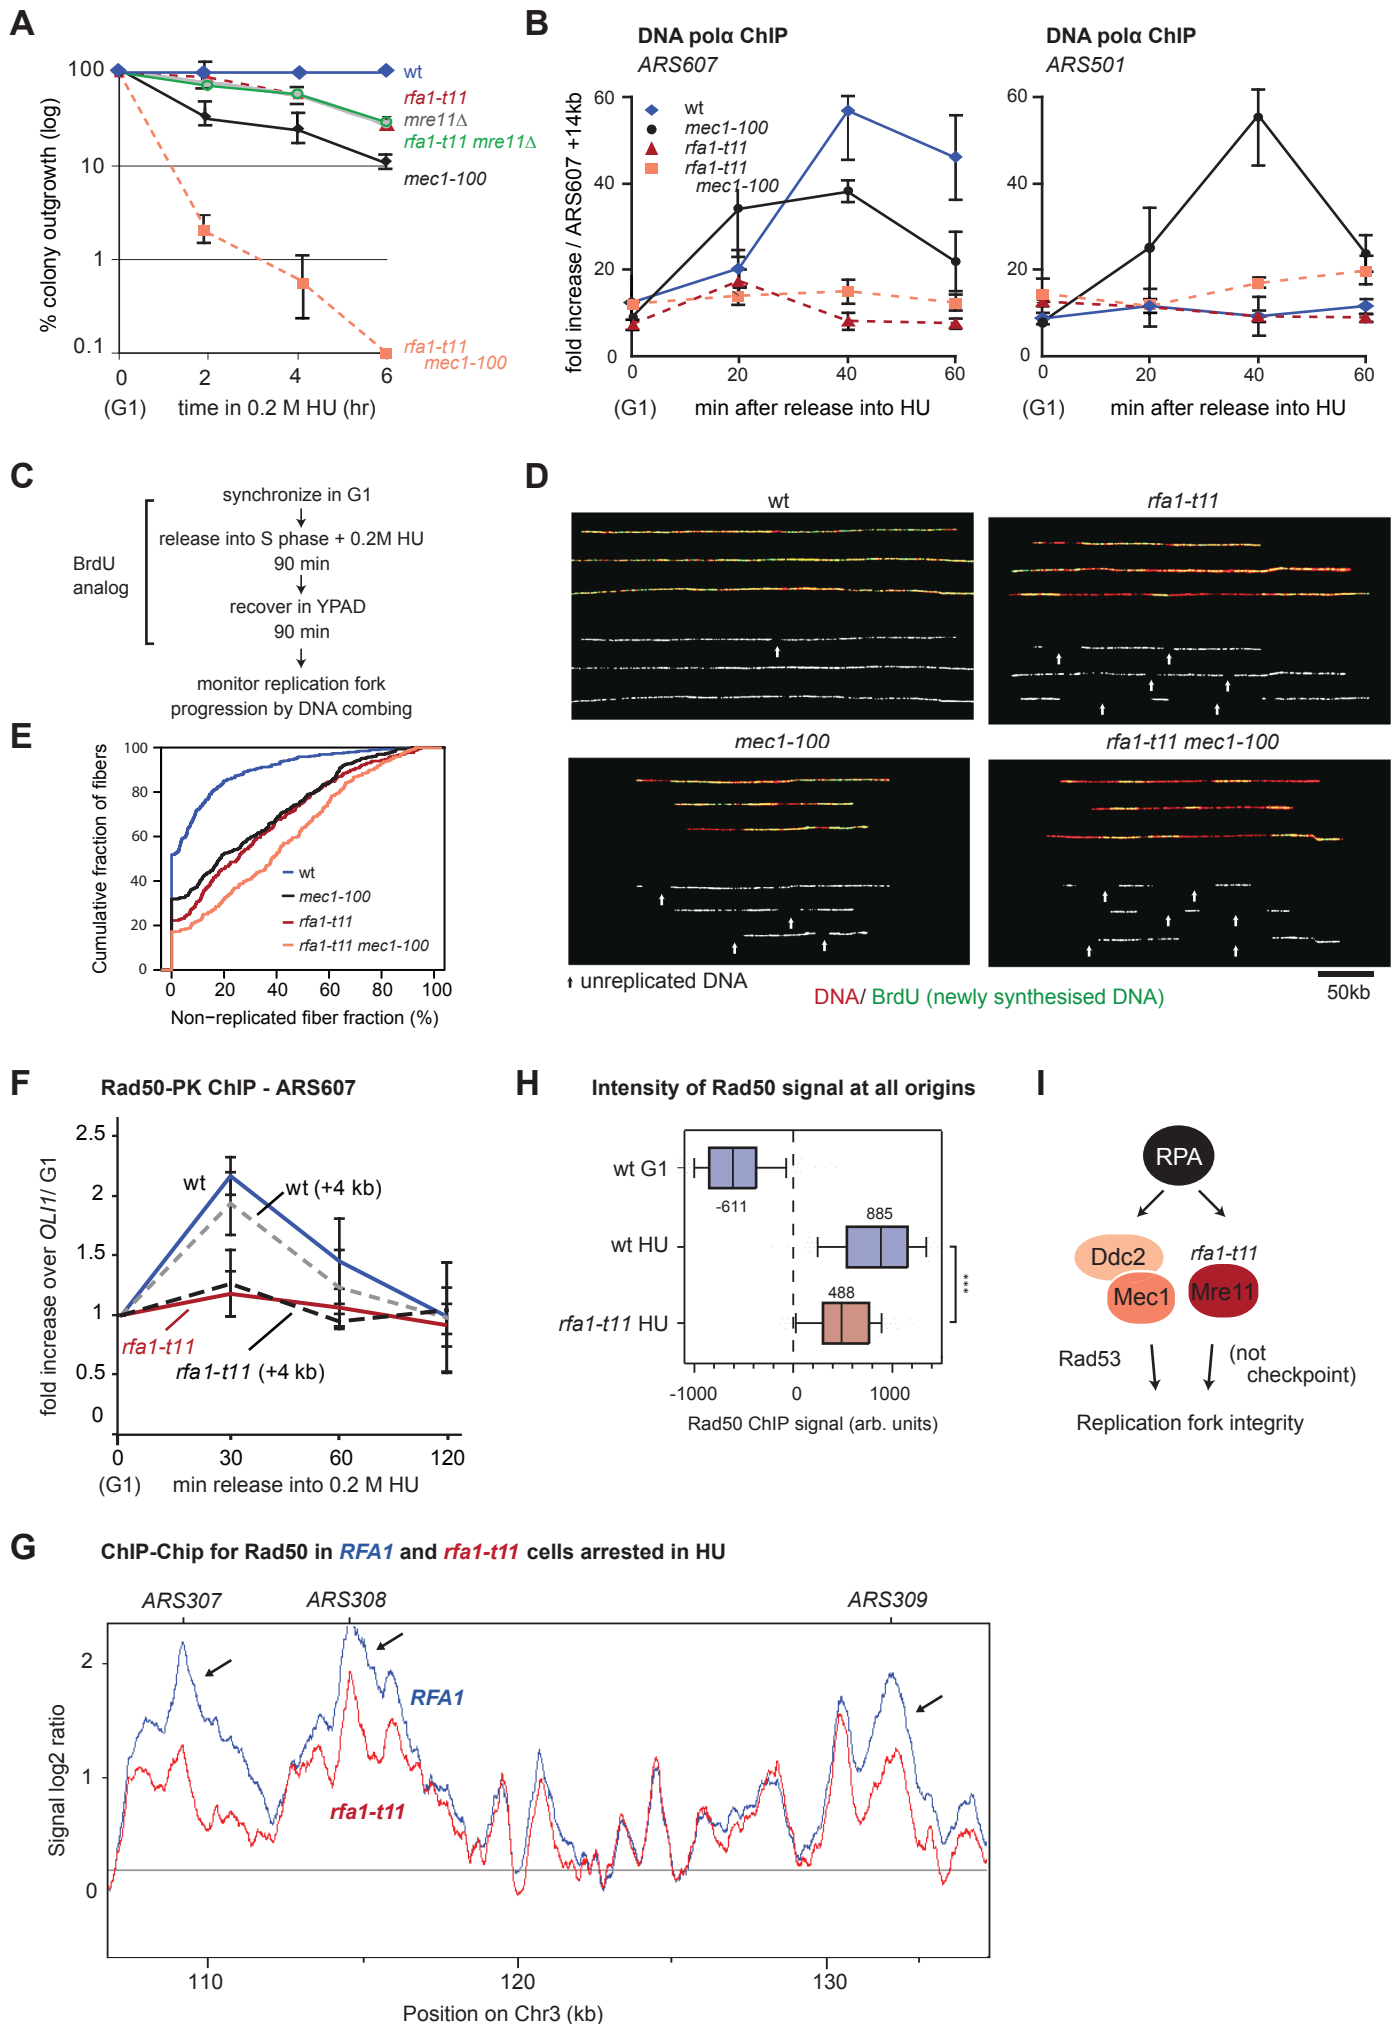 A
100
10
1
0.1
% colony outgrowth (log)
wt
rfa1-t11
mre11Δ
rfa1-t11 mre11Δ
mec1-100
rfa1-t11
mec1-100
0 2 4 6
(G1) time in 0.2 M HU (hr)
B
DNA polα ChIP
ARS607
60
40
20
0
fold increase / ARS607 +14kb
wt
mec1-100
rfa1-t11
rfa1-t11
mec1-100
0 20 40 60
(G1) min after release into HU
DNA polα ChIP
ARS501
60
40
20
0
0 20 40 60
(G1) min after release into HU
C
BrdU
analog
synchronize in G1
release into S phase + 0.2M HU
90 min
recover in YPAD
90 min
monitor replication fork
progression by DNA combing
D
wt
rfa1-t11
mec1-100
rfa1-t11 mec1-100
unreplicated DNA
DNA/ BrdU (newly synthesised DNA)
50kb
E
100
80
60
40
20
0
Cumulative fraction of fibers
wt
mec1-100
rfa1-t11
rfa1-t11 mec1-100
0 20 40 60 80 100
Non−replicated fiber fraction (%)
F
Rad50-PK ChIP - ARS607
2.5
2
1.5
1
0.5
0
fold increase over OLI1/ G1
wt
wt (+4 kb)
rfa1-t11
rfa1-t11 (+4 kb)
0 30 60 120
(G1) min release into 0.2 M HU
H
Intensity of Rad50 signal at all origins
wt G1
-611
wt HU
885
rfa1-t11 HU
488
***
-1000 0 1000
Rad50 ChIP signal (arb. units)
I
RPA
Ddc2
Mec1
rfa1-t11
Mre11
Rad53
(not
checkpoint)
Replication fork integrity
G
ChIP-Chip for Rad50 in RFA1 and rfa1-t11 cells arrested in HU
ARS307 ARS308 ARS309
2
1
0
Signal log2 ratio
RFA1
rfa1-t11
110 120 130
Position on Chr3 (kb)